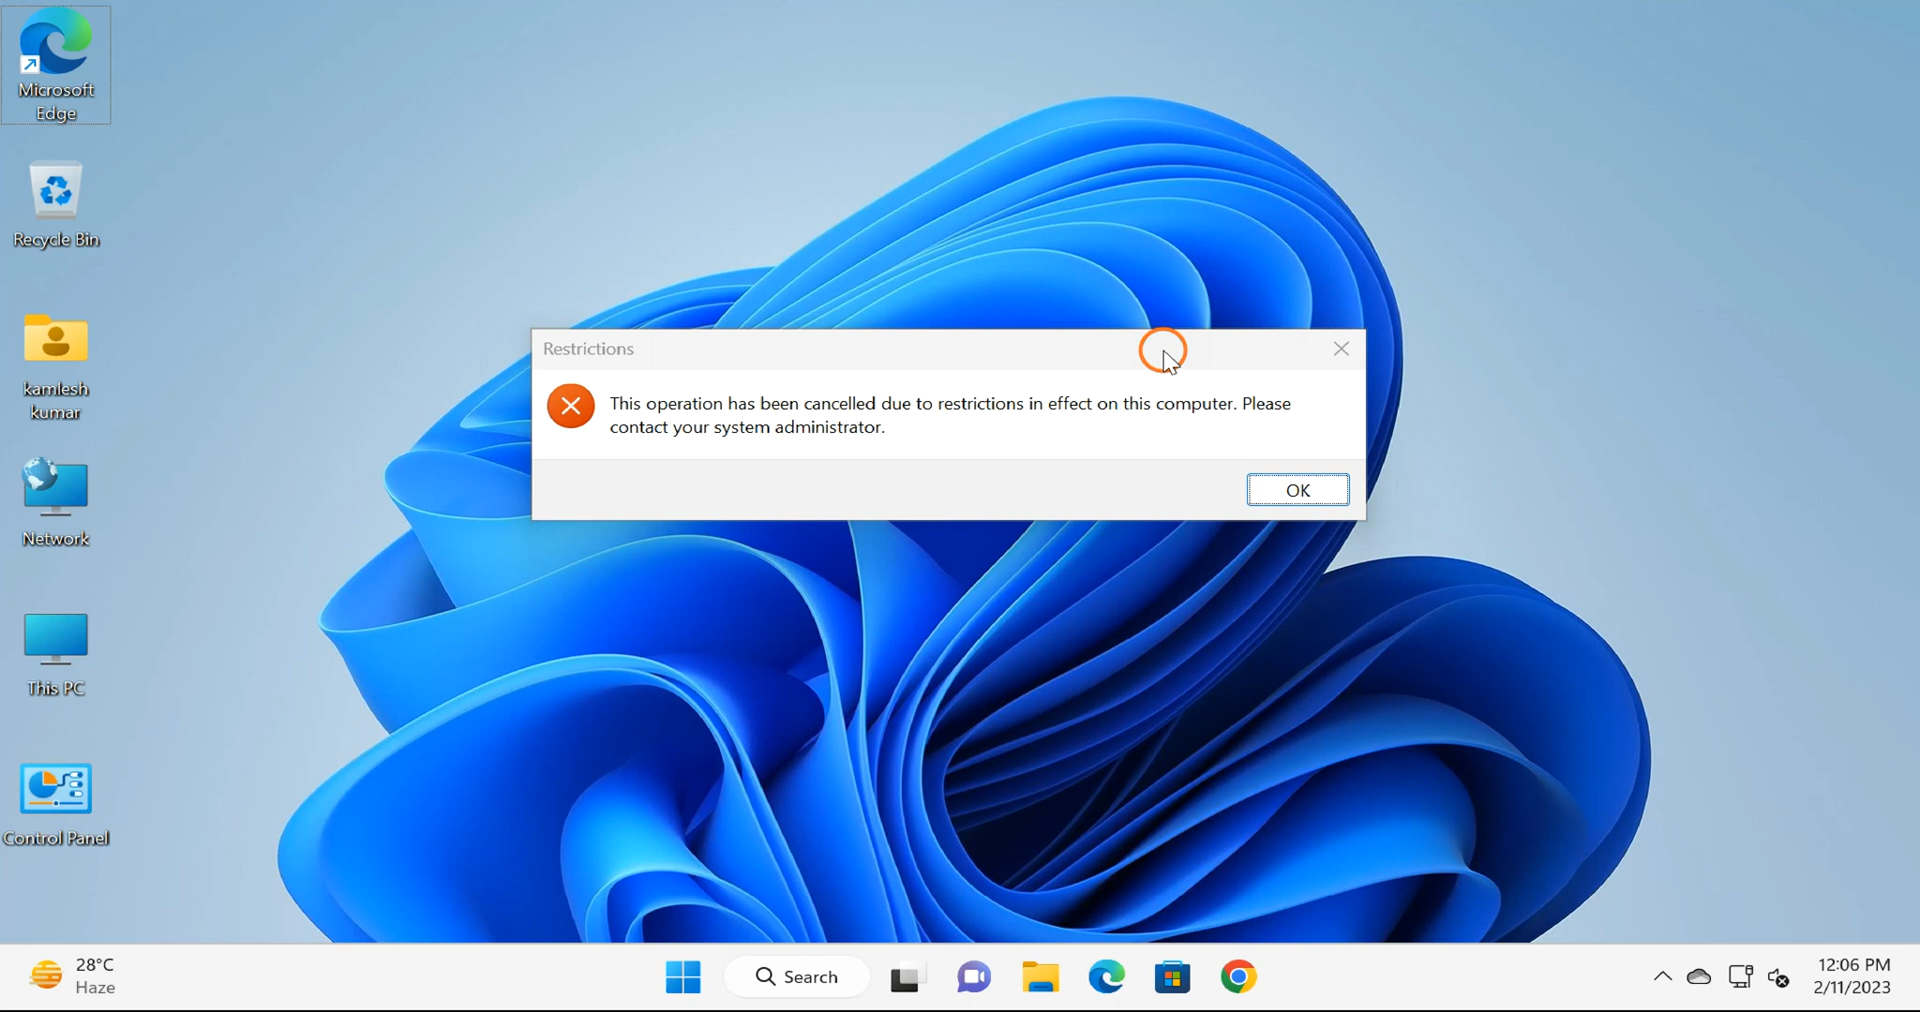 Microsoft
Edge
Recycle Bin
kamlesh
kumar
Network
This PC
Control Panel
Restrictions
This operation has been cancelled due to restrictions in effect on this computer. Please
contact your system administrator.
OK
28°C
Haze
Search
12:06 PM
2/11/2023